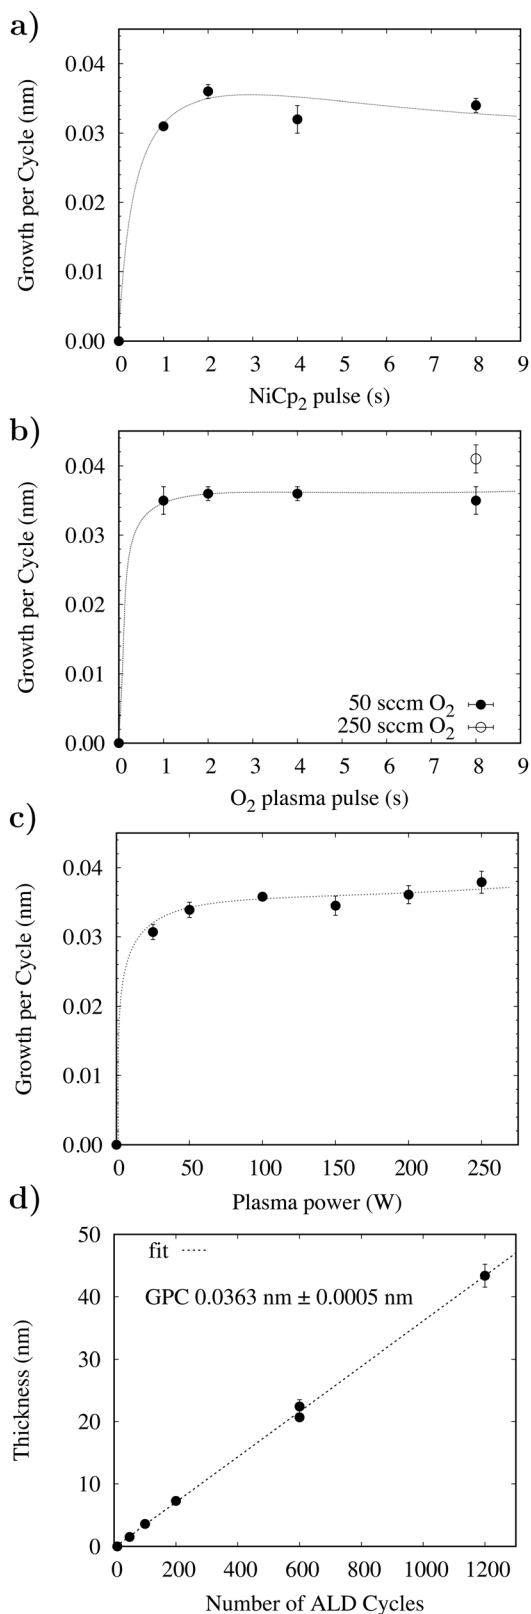 a)
0.04
0.03
0.02
0.01
0.00
Growth per Cycle (nm)
0 1 2 3 4 5 6 7 8 9
NiCp₂ pulse (s)
b)
0.04
0.03
0.02
0.01
0.00
Growth per Cycle (nm)
50 sccm O₂
250 sccm O₂
0 1 2 3 4 5 6 7 8 9
O₂ plasma pulse (s)
c)
0.04
0.03
0.02
0.01
0.00
Growth per Cycle (nm)
0 50 100 150 200 250
Plasma power (W)
d)
50
40
30
20
10
0
Thickness (nm)
fit
GPC 0.0363 nm ± 0.0005 nm
0 200 400 600 800 1000 1200
Number of ALD Cycles